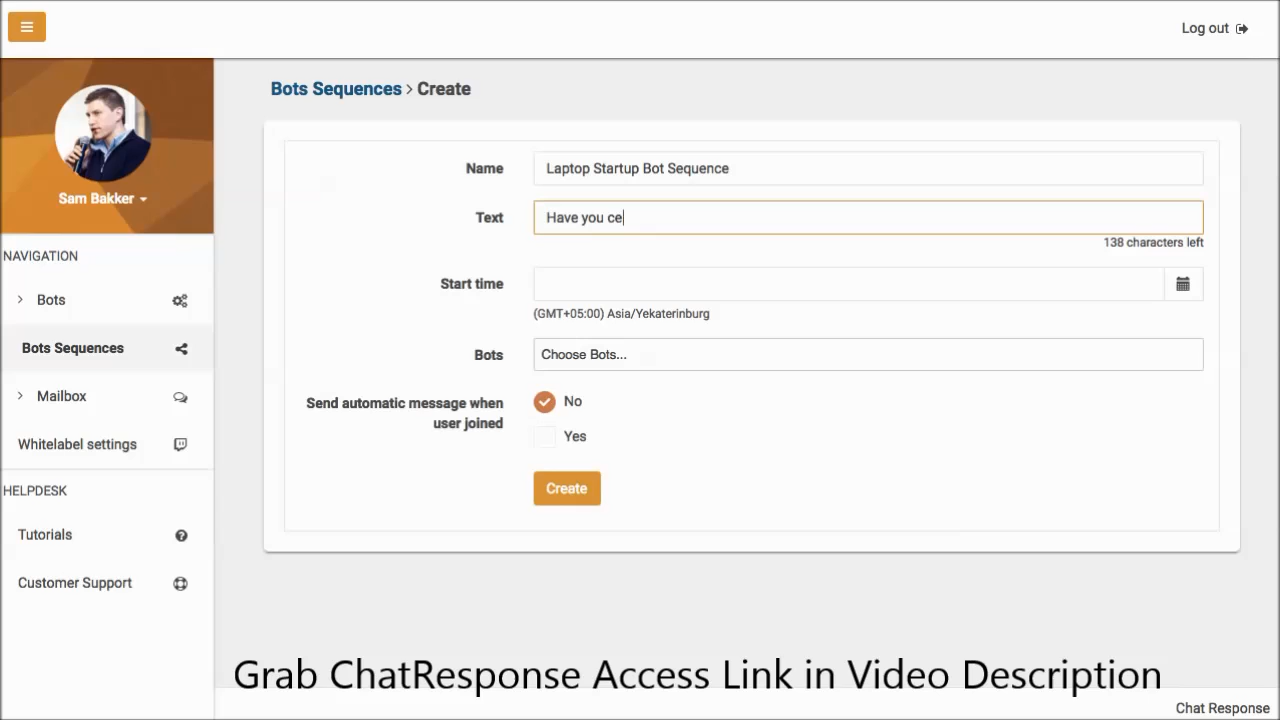 Log out
Bots Sequences > Create
Sam Bakker
Name
Laptop Startup Bot Sequence
Text
Have you ce
138 characters left
NAVIGATION
Start time
(GMT+05:00) Asia/Yekaterinburg
Bots
Bots Sequences
Bots
Choose Bots...
Mailbox
Send automatic message when
user joined
No
Yes
Whitelabel settings
HELPDESK
Create
Tutorials
Customer Support
Grab ChatResponse Access Link in Video Description
Chat Response